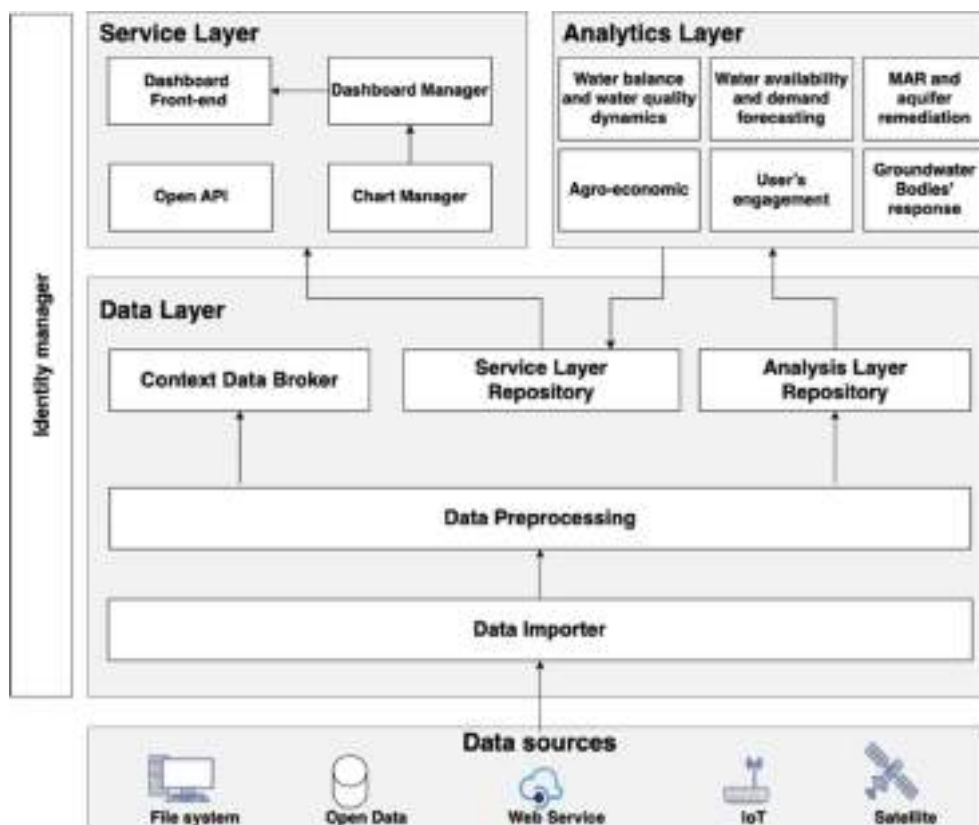 Service Layer
Dashboard
Front-end
Dashboard Manager
Open API
Chart Manager
Analytics Layer
Water balance
and water quality
dynamics
Water availability
and demand
forecasting
MAR and
aquifer
remediation
Agro-economic
User's
engagement
Groundwater
Bodies'
response
Identity manager
Data Layer
Context Data Broker
Service Layer
Repository
Analysis Layer
Repository
Data Preprocessing
Data Importer
Data sources
File system
Open Data
Web Service
IoT
Satellite